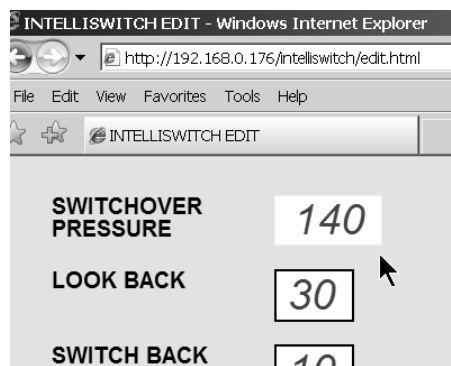 INTELLISWITCH EDIT - Windows Internet Explorer
http://192.168.0.176/intelliswitch/edit.html
File Edit View Favorites Tools Help
INTELLISWITCH EDIT
SWITCHOVER 140
PRESSURE
LOOK BACK 30
SWITCH BACK 10